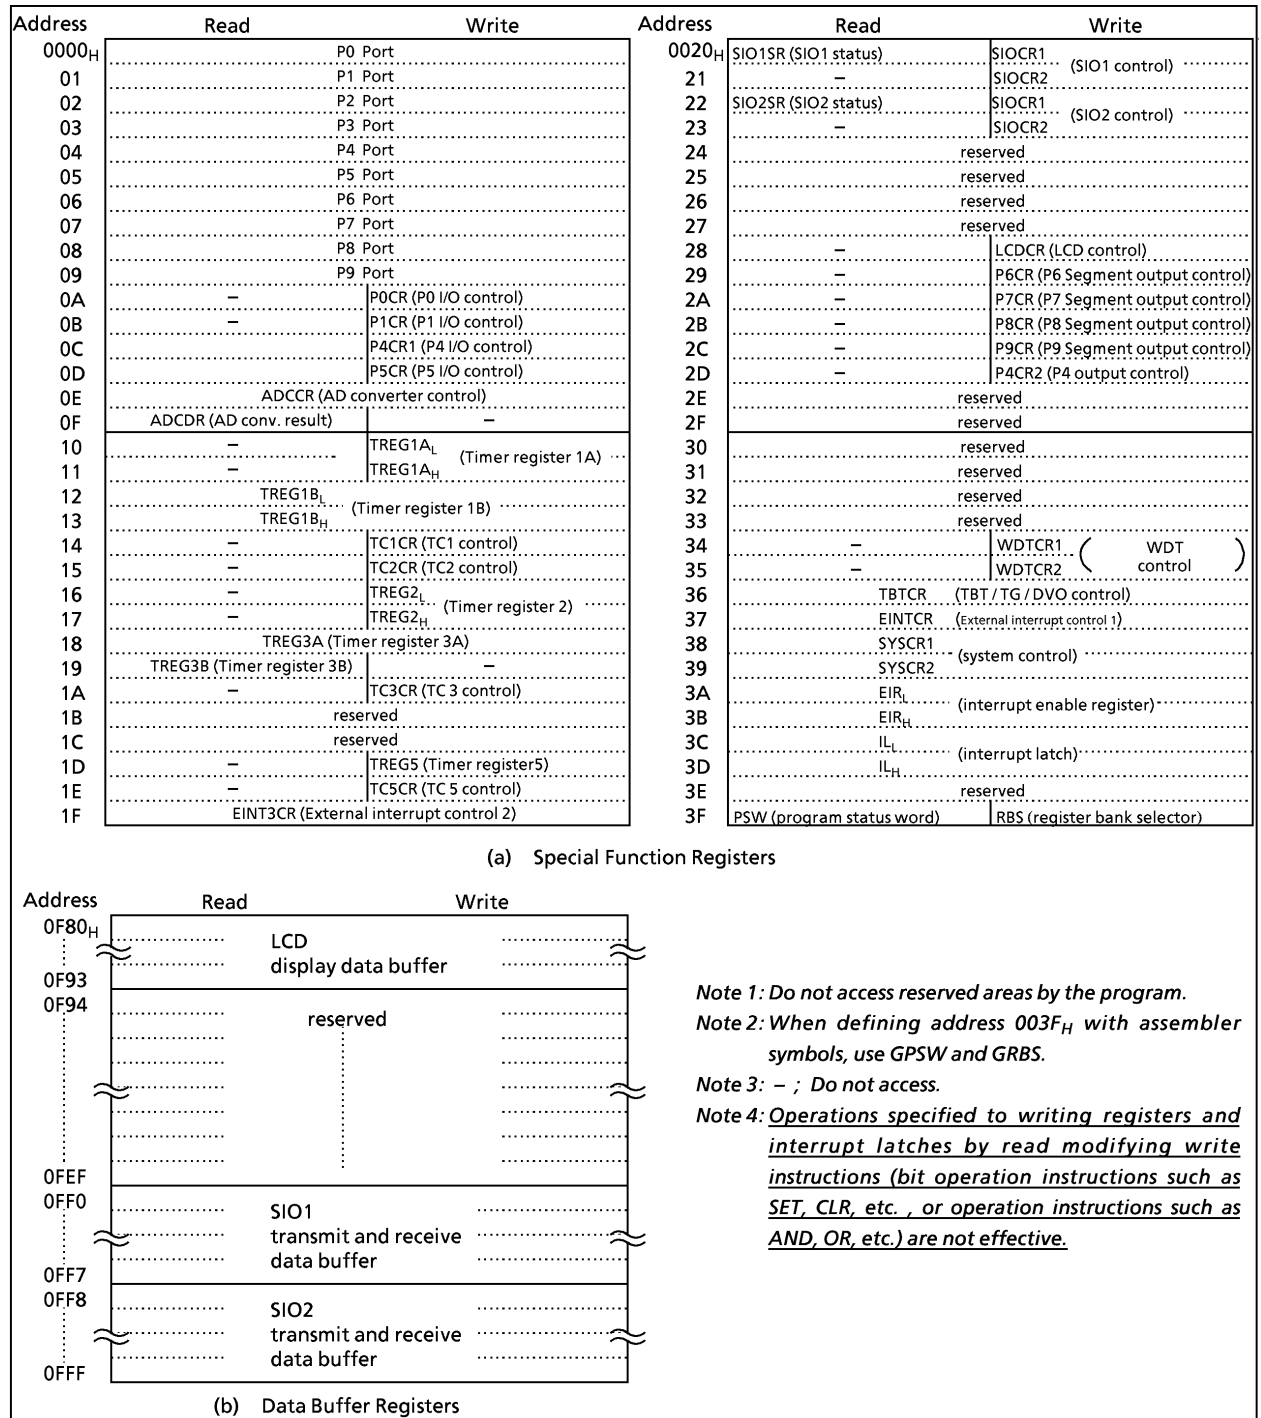 Address Read Write
0000H P0 Port
01 P1 Port
02 P2 Port
03 P3 Port
04 P4 Port
05 P5 Port
06 P6 Port
07 P7 Port
08 P8 Port
09 P9 Port
0A – P0CR (P0 I/O control)
0B – P1CR (P1 I/O control)
0C P4CR1 (P4 I/O control)
0D P5CR (P5 I/O control)
0E ADCCR (AD converter control)
0F ADCDR (AD conv. result) –
10 – TREG1AL (Timer register 1A)
11 – TREG1AH
12 TREG1BL (Timer register 1B)
13 TREG1BH
14 – TC1CR (TC1 control)
15 – TC2CR (TC2 control)
16 – TREG2L (Timer register 2)
17 – TREG2H
18 TREG3A (Timer register 3A)
19 TREG3B (Timer register 3B) –
1A – TC3CR (TC 3 control)
1B reserved
1C reserved
1D – TREG5 (Timer register5)
1E – TC5CR (TC 5 control)
1F EINT3CR (External interrupt control 2)
Address Read Write
0020H SIO1SR (SIO1 status) SIOCR1 (SIO1 control)
21 – SIOCR2
22 SIO2SR (SIO2 status) SIOCR1 (SIO2 control)
23 – SIOCR2
24 reserved
25 reserved
26 reserved
27 reserved
28 – LCDCR (LCD control)
29 – P6CR (P6 Segment output control)
2A – P7CR (P7 Segment output control)
2B – P8CR (P8 Segment output control)
2C – P9CR (P9 Segment output control)
2D – P4CR2 (P4 output control)
2E reserved
2F reserved
30 reserved
31 reserved
32 reserved
33 reserved
34 – WDTCR1 ( WDT control )
35 – WDTCR2
36 TBTCR (TBT / TG / DVO control)
37 EINTCR (External interrupt control 1)
38 SYSCR1 (system control)
39 SYSCR2
3A EIRL (interrupt enable register)
3B EIRH
3C ILL (interrupt latch)
3D ILH
3E reserved
3F PSW (program status word) RBS (register bank selector)
(a) Special Function Registers
Address Read Write
0F80H LCD
display data buffer
0F93
0F94 reserved
0FEF
0FF0 SIO1
transmit and receive
data buffer
0FF7
0FF8 SIO2
transmit and receive
data buffer
0FFF
(b) Data Buffer Registers
Note 1: Do not access reserved areas by the program.
Note 2: When defining address 003FH with assembler
symbols, use GPSW and GRBS.
Note 3: – ; Do not access.
Note 4: Operations specified to writing registers and
interrupt latches by read modifying write
instructions (bit operation instructions such as
SET, CLR, etc. , or operation instructions such as
AND, OR, etc.) are not effective.